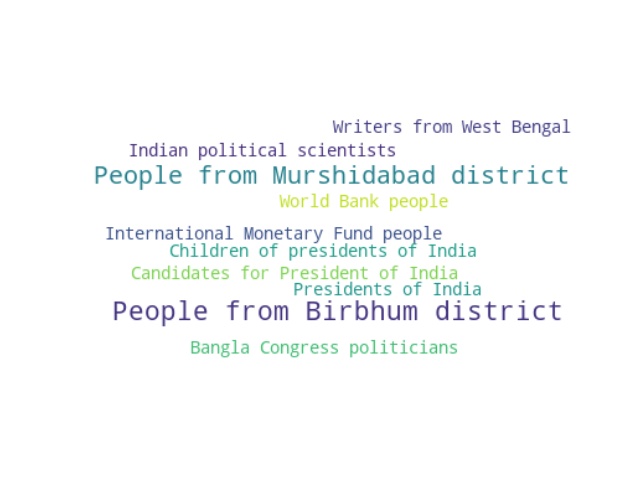 Writers from West Bengal
Indian political scientists
People from Murshidabad district
World Bank people
International Monetary Fund people
Children of presidents of India
Candidates for President of India
Presidents of India
People from Birbhum district
Bangla Congress politicians